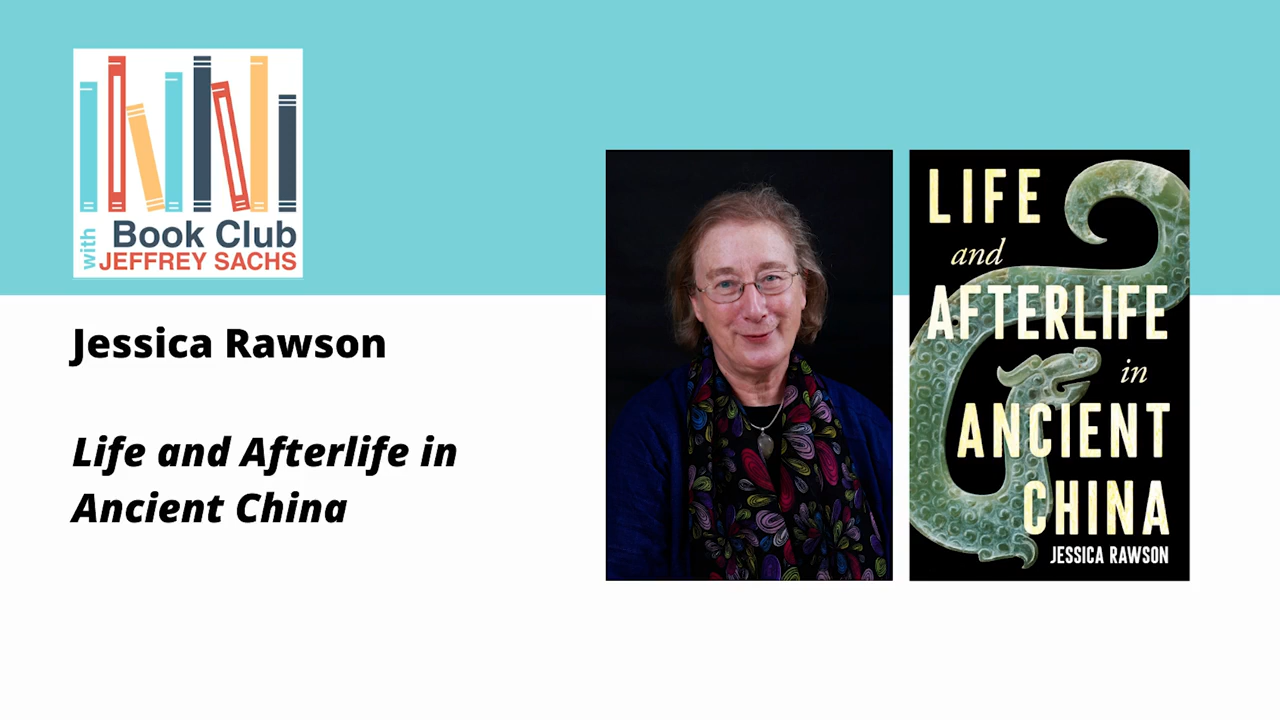 with
Book Club
JEFFREY SACHS
Jessica Rawson
Life and Afterlife in
Ancient China
LIFE
and
AFTERLIFE
in
ANCIENT
CHINA
JESSICA RAWSON